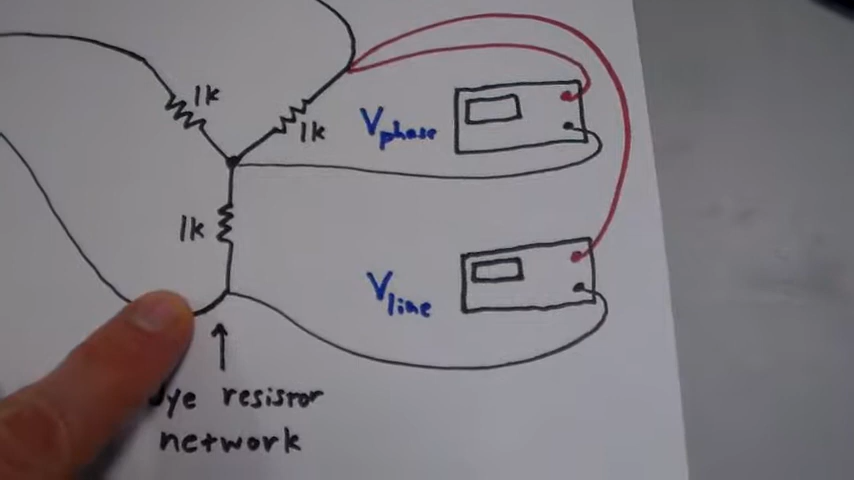 1k
1k
Vphase
1k
Vline
resistor
network